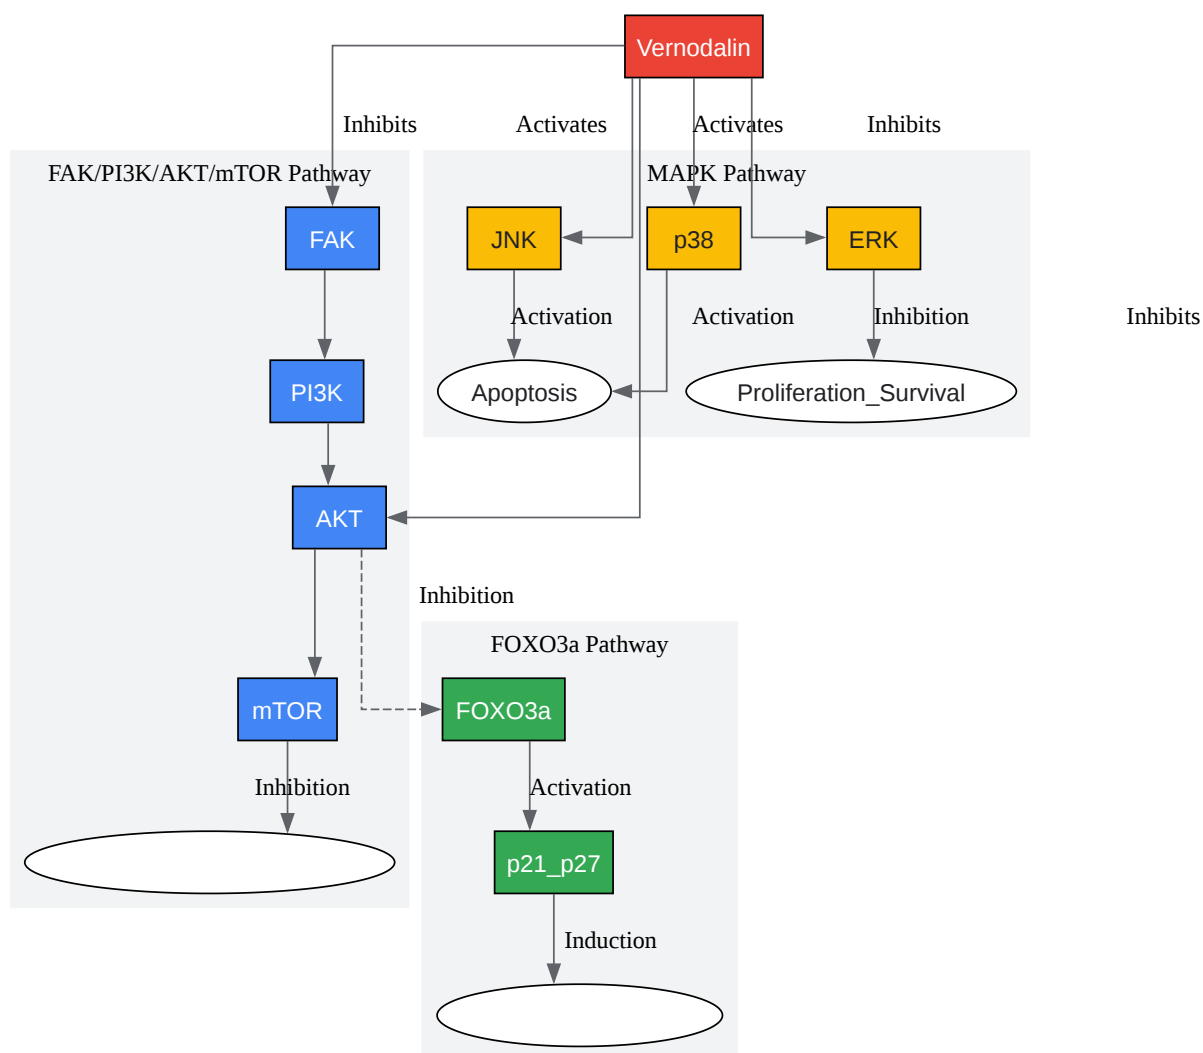 Vernodalin
Inhibits
Activates
Activates
Inhibits
FAK/PI3K/AKT/mTOR Pathway
MAPK Pathway
FAK
JNK
p38
ERK
Activation
Activation
Inhibition
Inhibits
PI3K
Apoptosis
Proliferation_Survival
AKT
Inhibition
FOXO3a Pathway
mTOR
FOXO3a
Inhibition
Activation
p21_p27
Induction